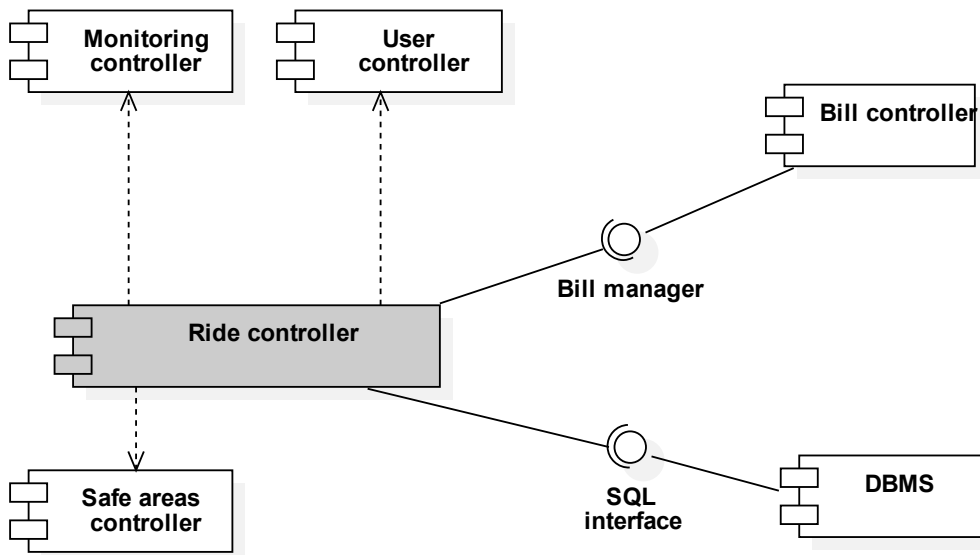 Monitoring
controller
User
controller
Bill controller
Bill manager
Ride controller
Safe areas
controller
SQL
interface
DBMS